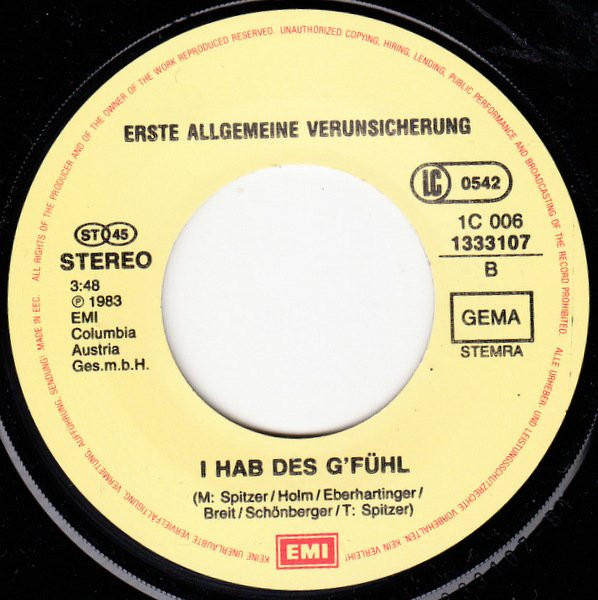 ALL RIGHTS OF THE PRODUCER AND OF THE OWNER OF THE WORK REPRODUCED RESERVED. UNAUTHORIZED COPYING, HIRING, LENDING, PUBLIC PERFORMANCE AND BROADCASTING OF THE RECORD PROHIBITED. ALLE URHEBER- UND LEISTUNGSSCHUTZRECHTE VORBEHALTEN. KEIN VERLEIH! KEINE UNERLAUBTE VERVIELFÄLTIGUNG, VERMIETUNG, AUFFÜHRUNG, SENDUNG! MADE IN EEC.
ERSTE ALLGEMEINE VERUNSICHERUNG
LC 0542
ST 45
STEREO
3:48
℗ 1983
EMI
Columbia
Austria
Ges.m.b.H.
1C 006
1333107
B
GEMA
STEMRA
I HAB DES G'FÜHL
(M: Spitzer/Holm/Eberhartinger/
Breit/Schönberger/T: Spitzer)
EMI